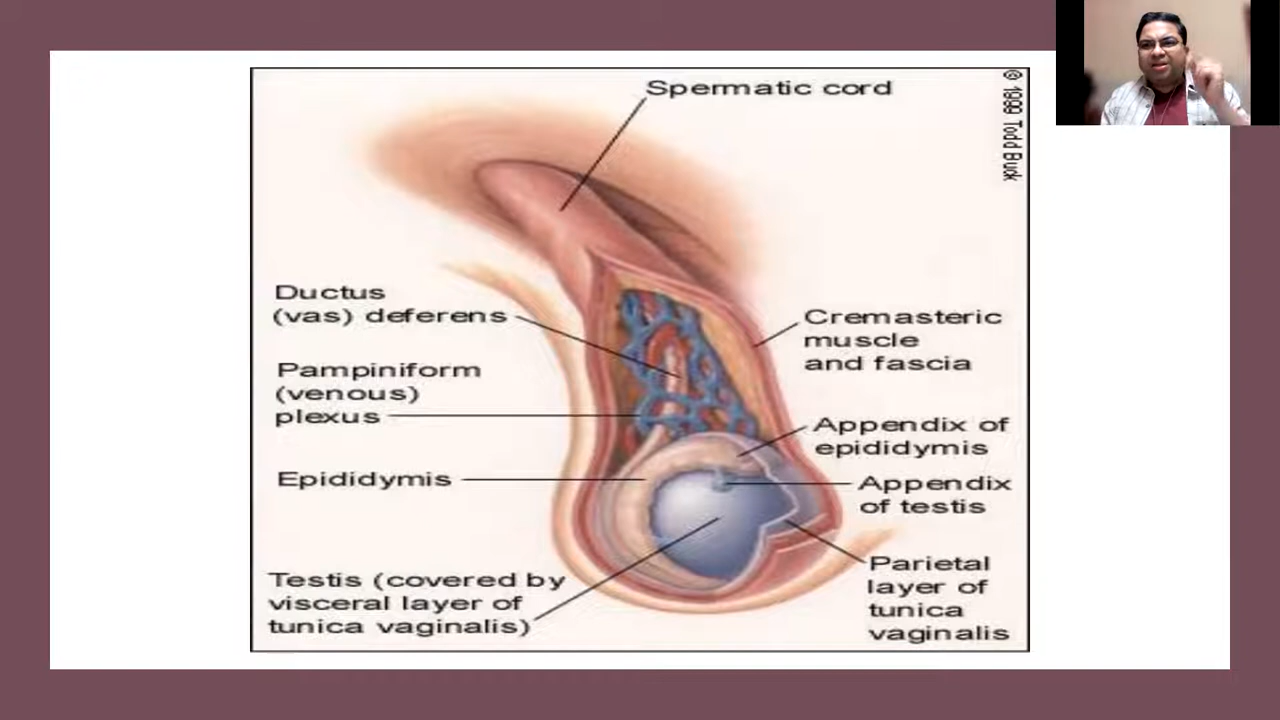 Spermatic cord
© 1999 Todd Buck
Ductus
(vas) deferens
Pampiniform
(venous)
plexus
Epididymis
Testis (covered by
visceral layer of
tunica vaginalis)
Cremasteric
muscle
and fascia
Appendix of
epididymis
Appendix
of testis
Parietal
layer of
tunica
vaginalis